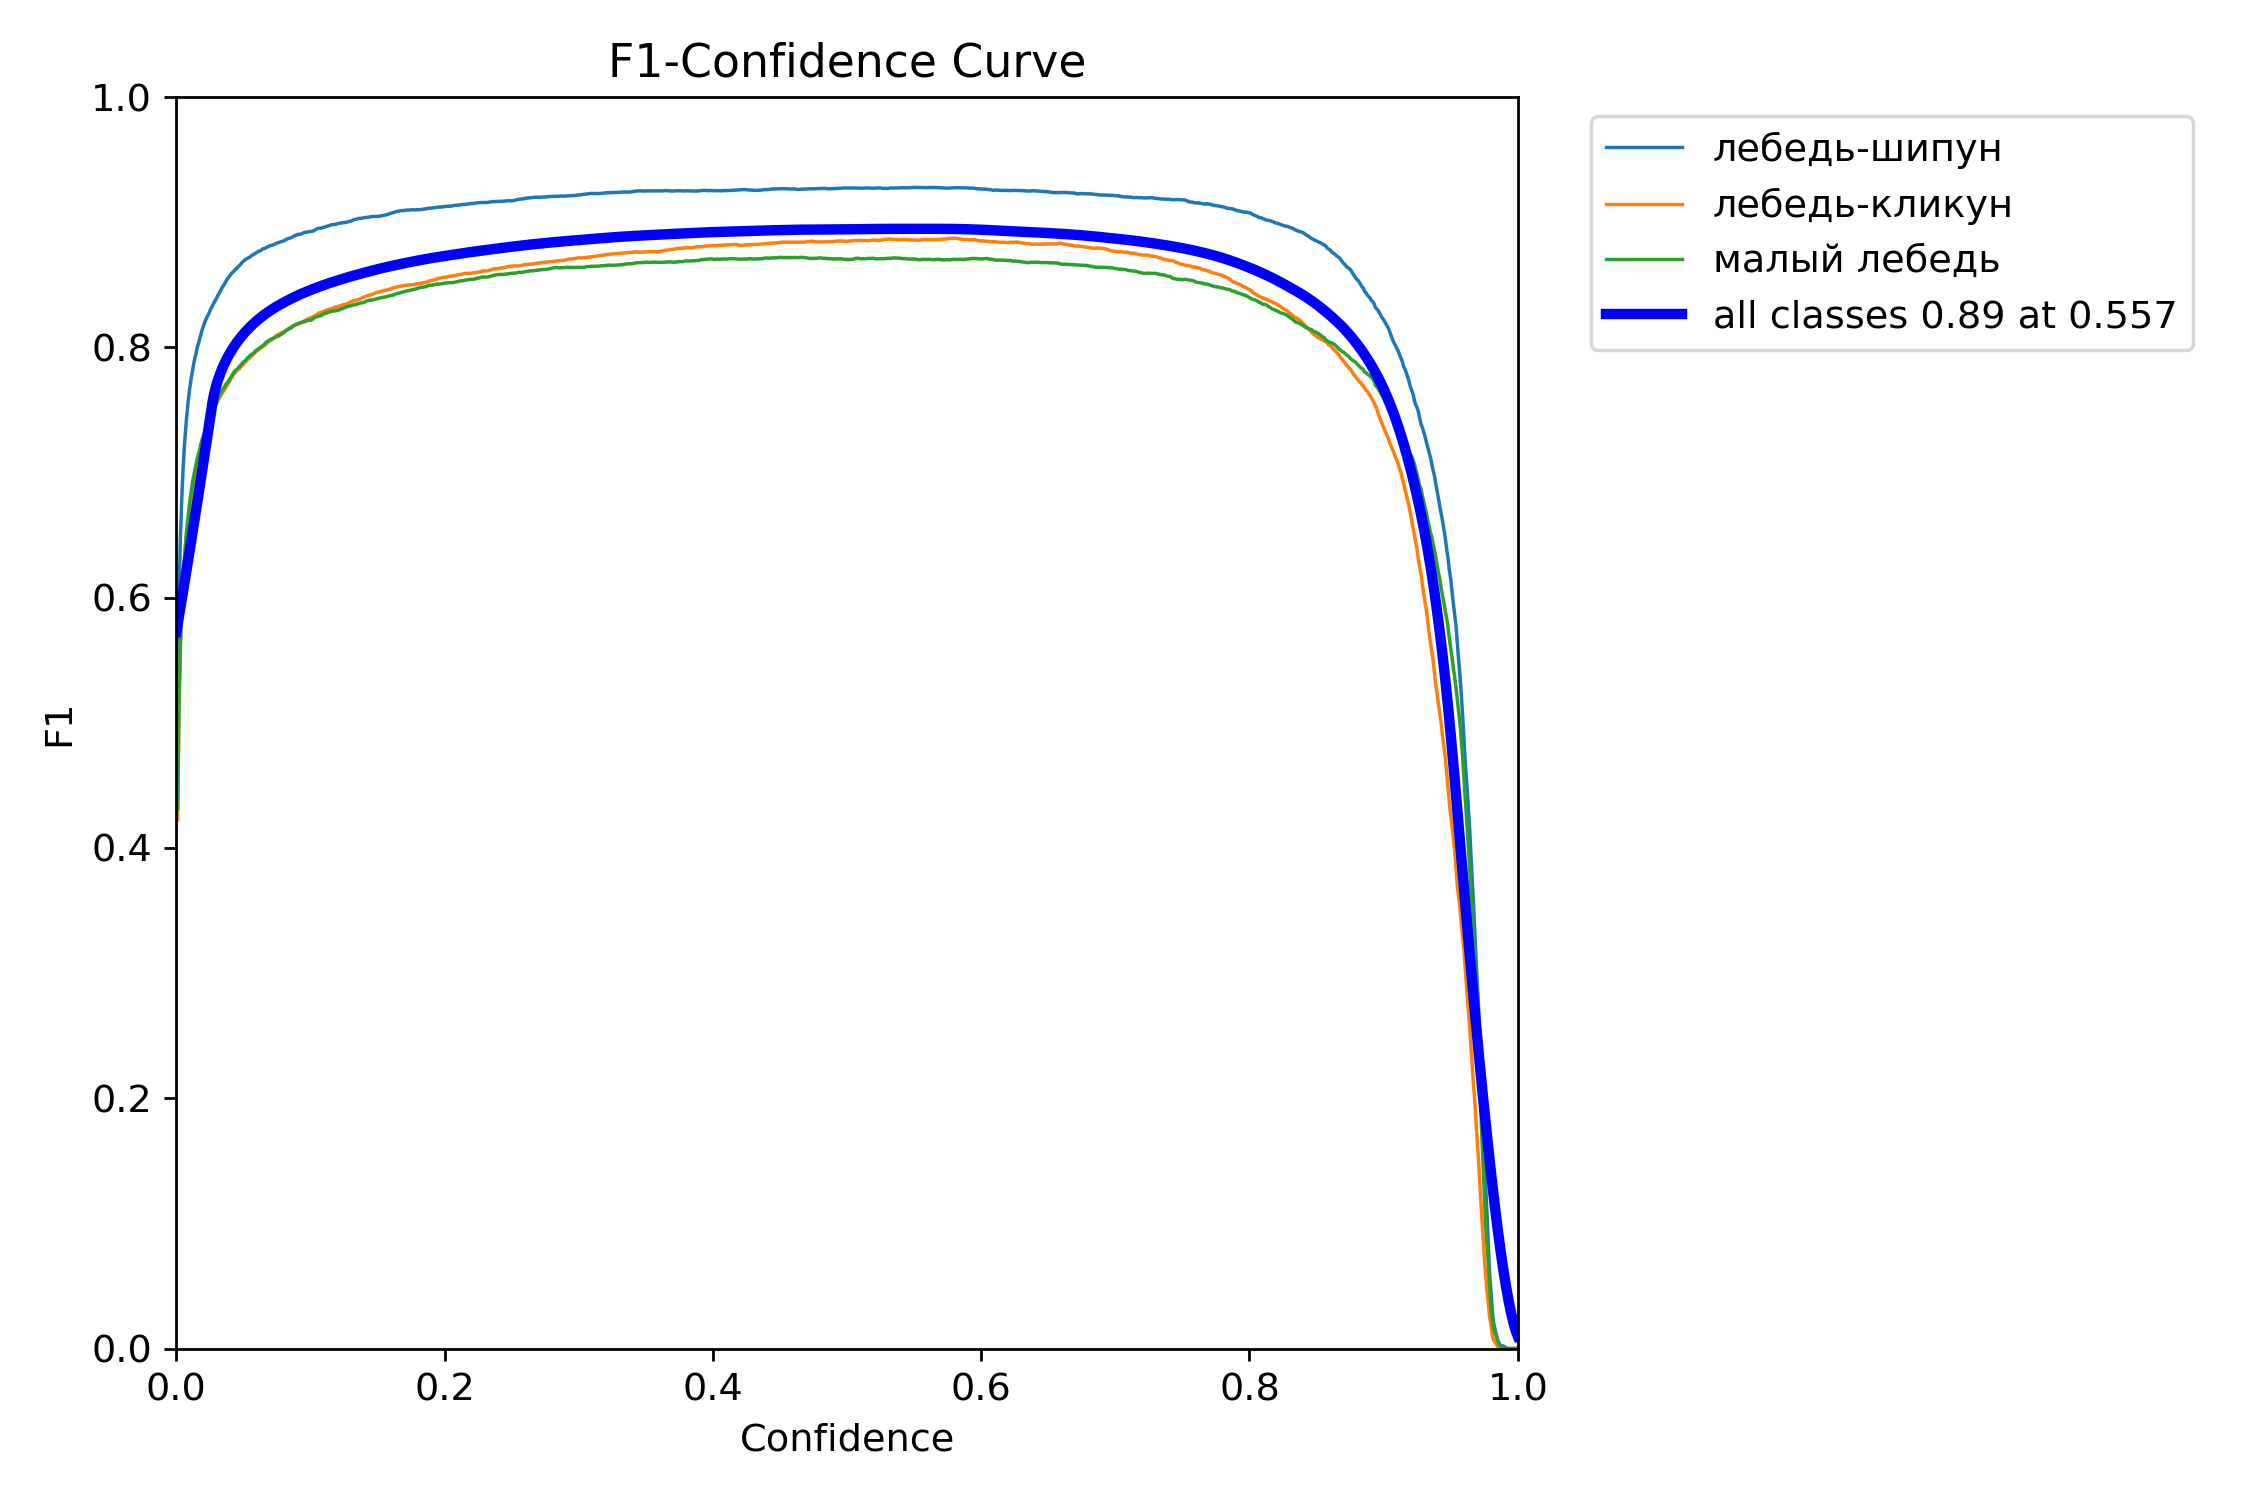 F1-Confidence Curve
1.0
0.8
0.6
0.4
0.2
0.0
F1
0.0 0.2 0.4 0.6 0.8 1.0
Confidence
лебедь-шипун
лебедь-кликун
малый лебедь
all classes 0.89 at 0.557